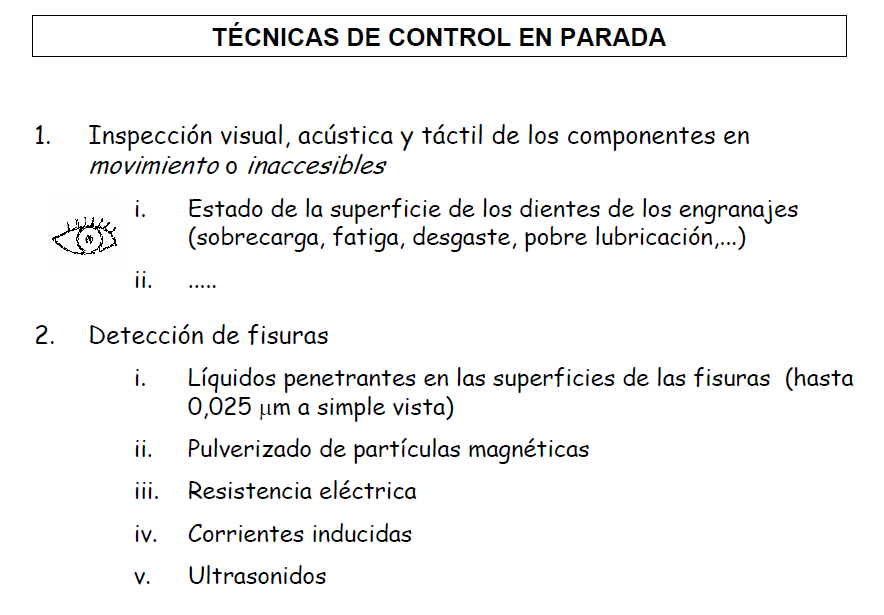 TÉCNICAS DE CONTROL EN PARADA
1. Inspección visual, acústica y táctil de los componentes en
movimiento o inaccesibles
i. Estado de la superficie de los dientes de los engranajes
(sobrecarga, fatiga, desgaste, pobre lubricación,...)
ii. .....
2. Detección de fisuras
i. Líquidos penetrantes en las superficies de las fisuras (hasta
0,025 μm a simple vista)
ii. Pulverizado de partículas magnéticas
iii. Resistencia eléctrica
iv. Corrientes inducidas
v. Ultrasonidos